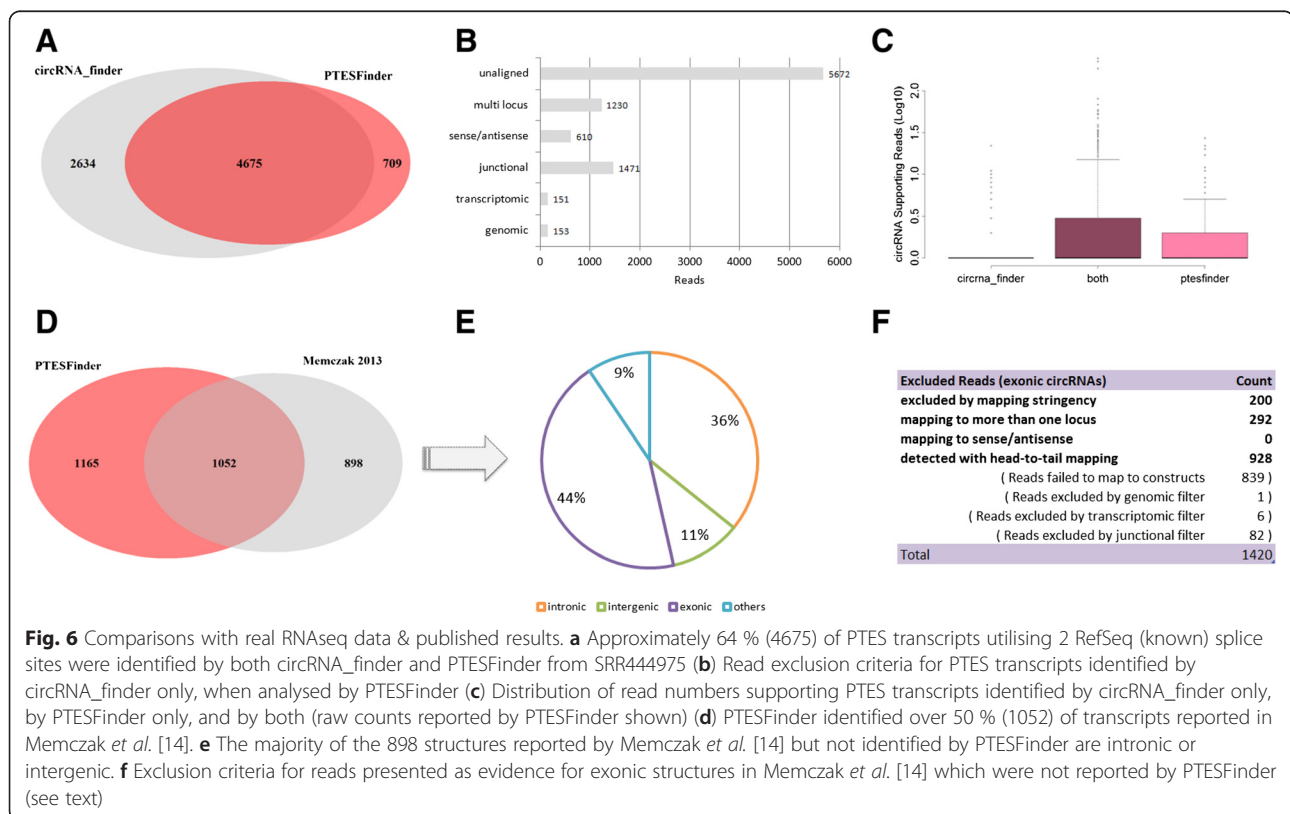 A
circRNA_finder
PTESFinder
2634
4675
709
B
unaligned
5672
multi locus
1230
sense/antisense
610
junctional
1471
transcriptomic
151
genomic
153
0
1000
2000
3000
4000
5000
6000
Reads
C
circRNA Supporting Reads (Log10)
2.0
1.5
1.0
0.5
0.0
circrna_finder
both
ptesfinder
D
PTESFinder
Memczak 2013
1165
1052
898
E
9%
36%
44%
11%
intronic
intergenic
exonic
others
F
Excluded Reads (exonic circRNAs) Count
excluded by mapping stringency 200
mapping to more than one locus 292
mapping to sense/antisense 0
detected with head-to-tail mapping 928
( Reads failed to map to constructs 839 )
( Reads excluded by genomic filter 1 )
( Reads excluded by transcriptomic filter 6 )
( Reads excluded by junctional filter 82 )
Total 1420
Fig. 6 Comparisons with real RNAseq data & published results. a Approximately 64 % (4675) of PTES transcripts utilising 2 RefSeq (known) splice
sites were identified by both circRNA_finder and PTESFinder from SRR444975 (b) Read exclusion criteria for PTES transcripts identified by
circRNA_finder only, when analysed by PTESFinder (c) Distribution of read numbers supporting PTES transcripts identified by circRNA_finder only,
by PTESFinder only, and by both (raw counts reported by PTESFinder shown) (d) PTESFinder identified over 50 % (1052) of transcripts reported in
Memczak et al. [14]. e The majority of the 898 structures reported by Memczak et al. [14] but not identified by PTESFinder are intronic or
intergenic. f Exclusion criteria for reads presented as evidence for exonic structures in Memczak et al. [14] which were not reported by PTESFinder
(see text)